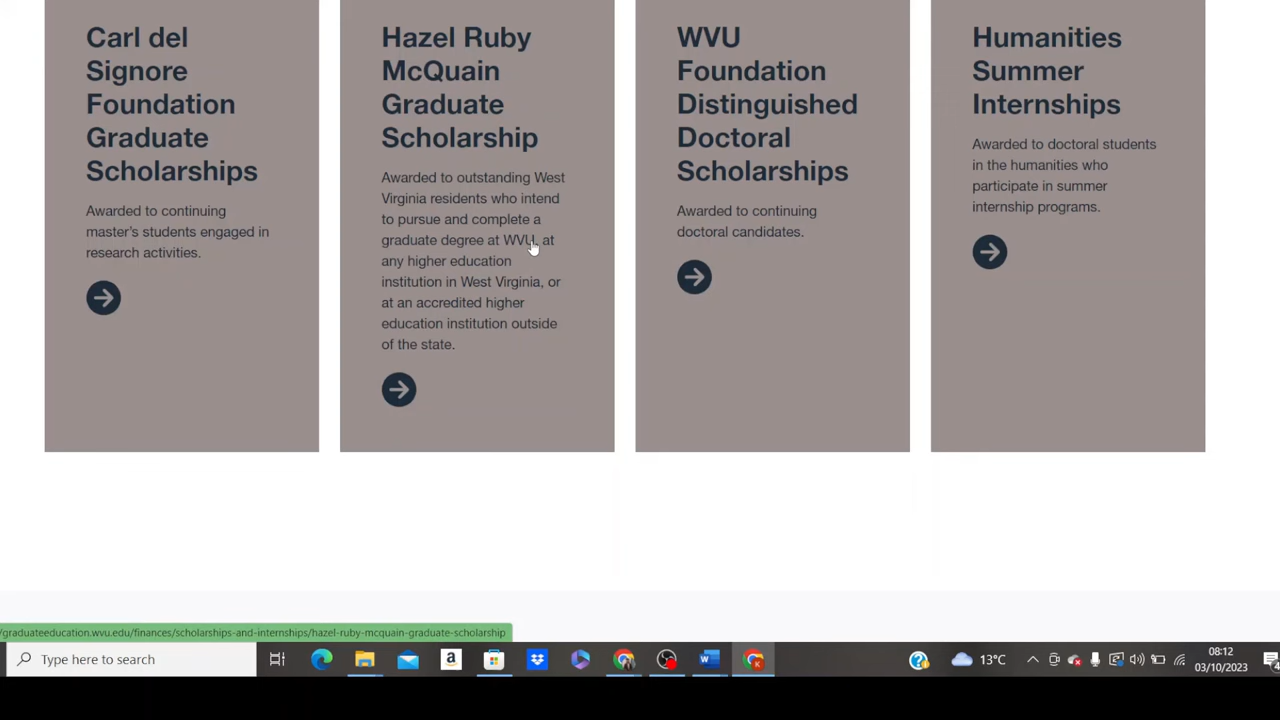 Carl del
Signore
Foundation
Graduate
Scholarships
Awarded to continuing
master's students engaged in
research activities.
Hazel Ruby
McQuain
Graduate
Scholarship
Awarded to outstanding West
Virginia residents who intend
to pursue and complete a
graduate degree at WVU, at
any higher education
institution in West Virginia, or
at an accredited higher
education institution outside
of the state.
WVU
Foundation
Distinguished
Doctoral
Scholarships
Awarded to continuing
doctoral candidates.
Humanities
Summer
Internships
Awarded to doctoral students
in the humanities who
participate in summer
internship programs.
/graduateeducation.wvu.edu/finances/scholarships-and-internships/hazel-ruby-mcquain-graduate-scholarship
Type here to search
13°C
08:12
03/10/2023